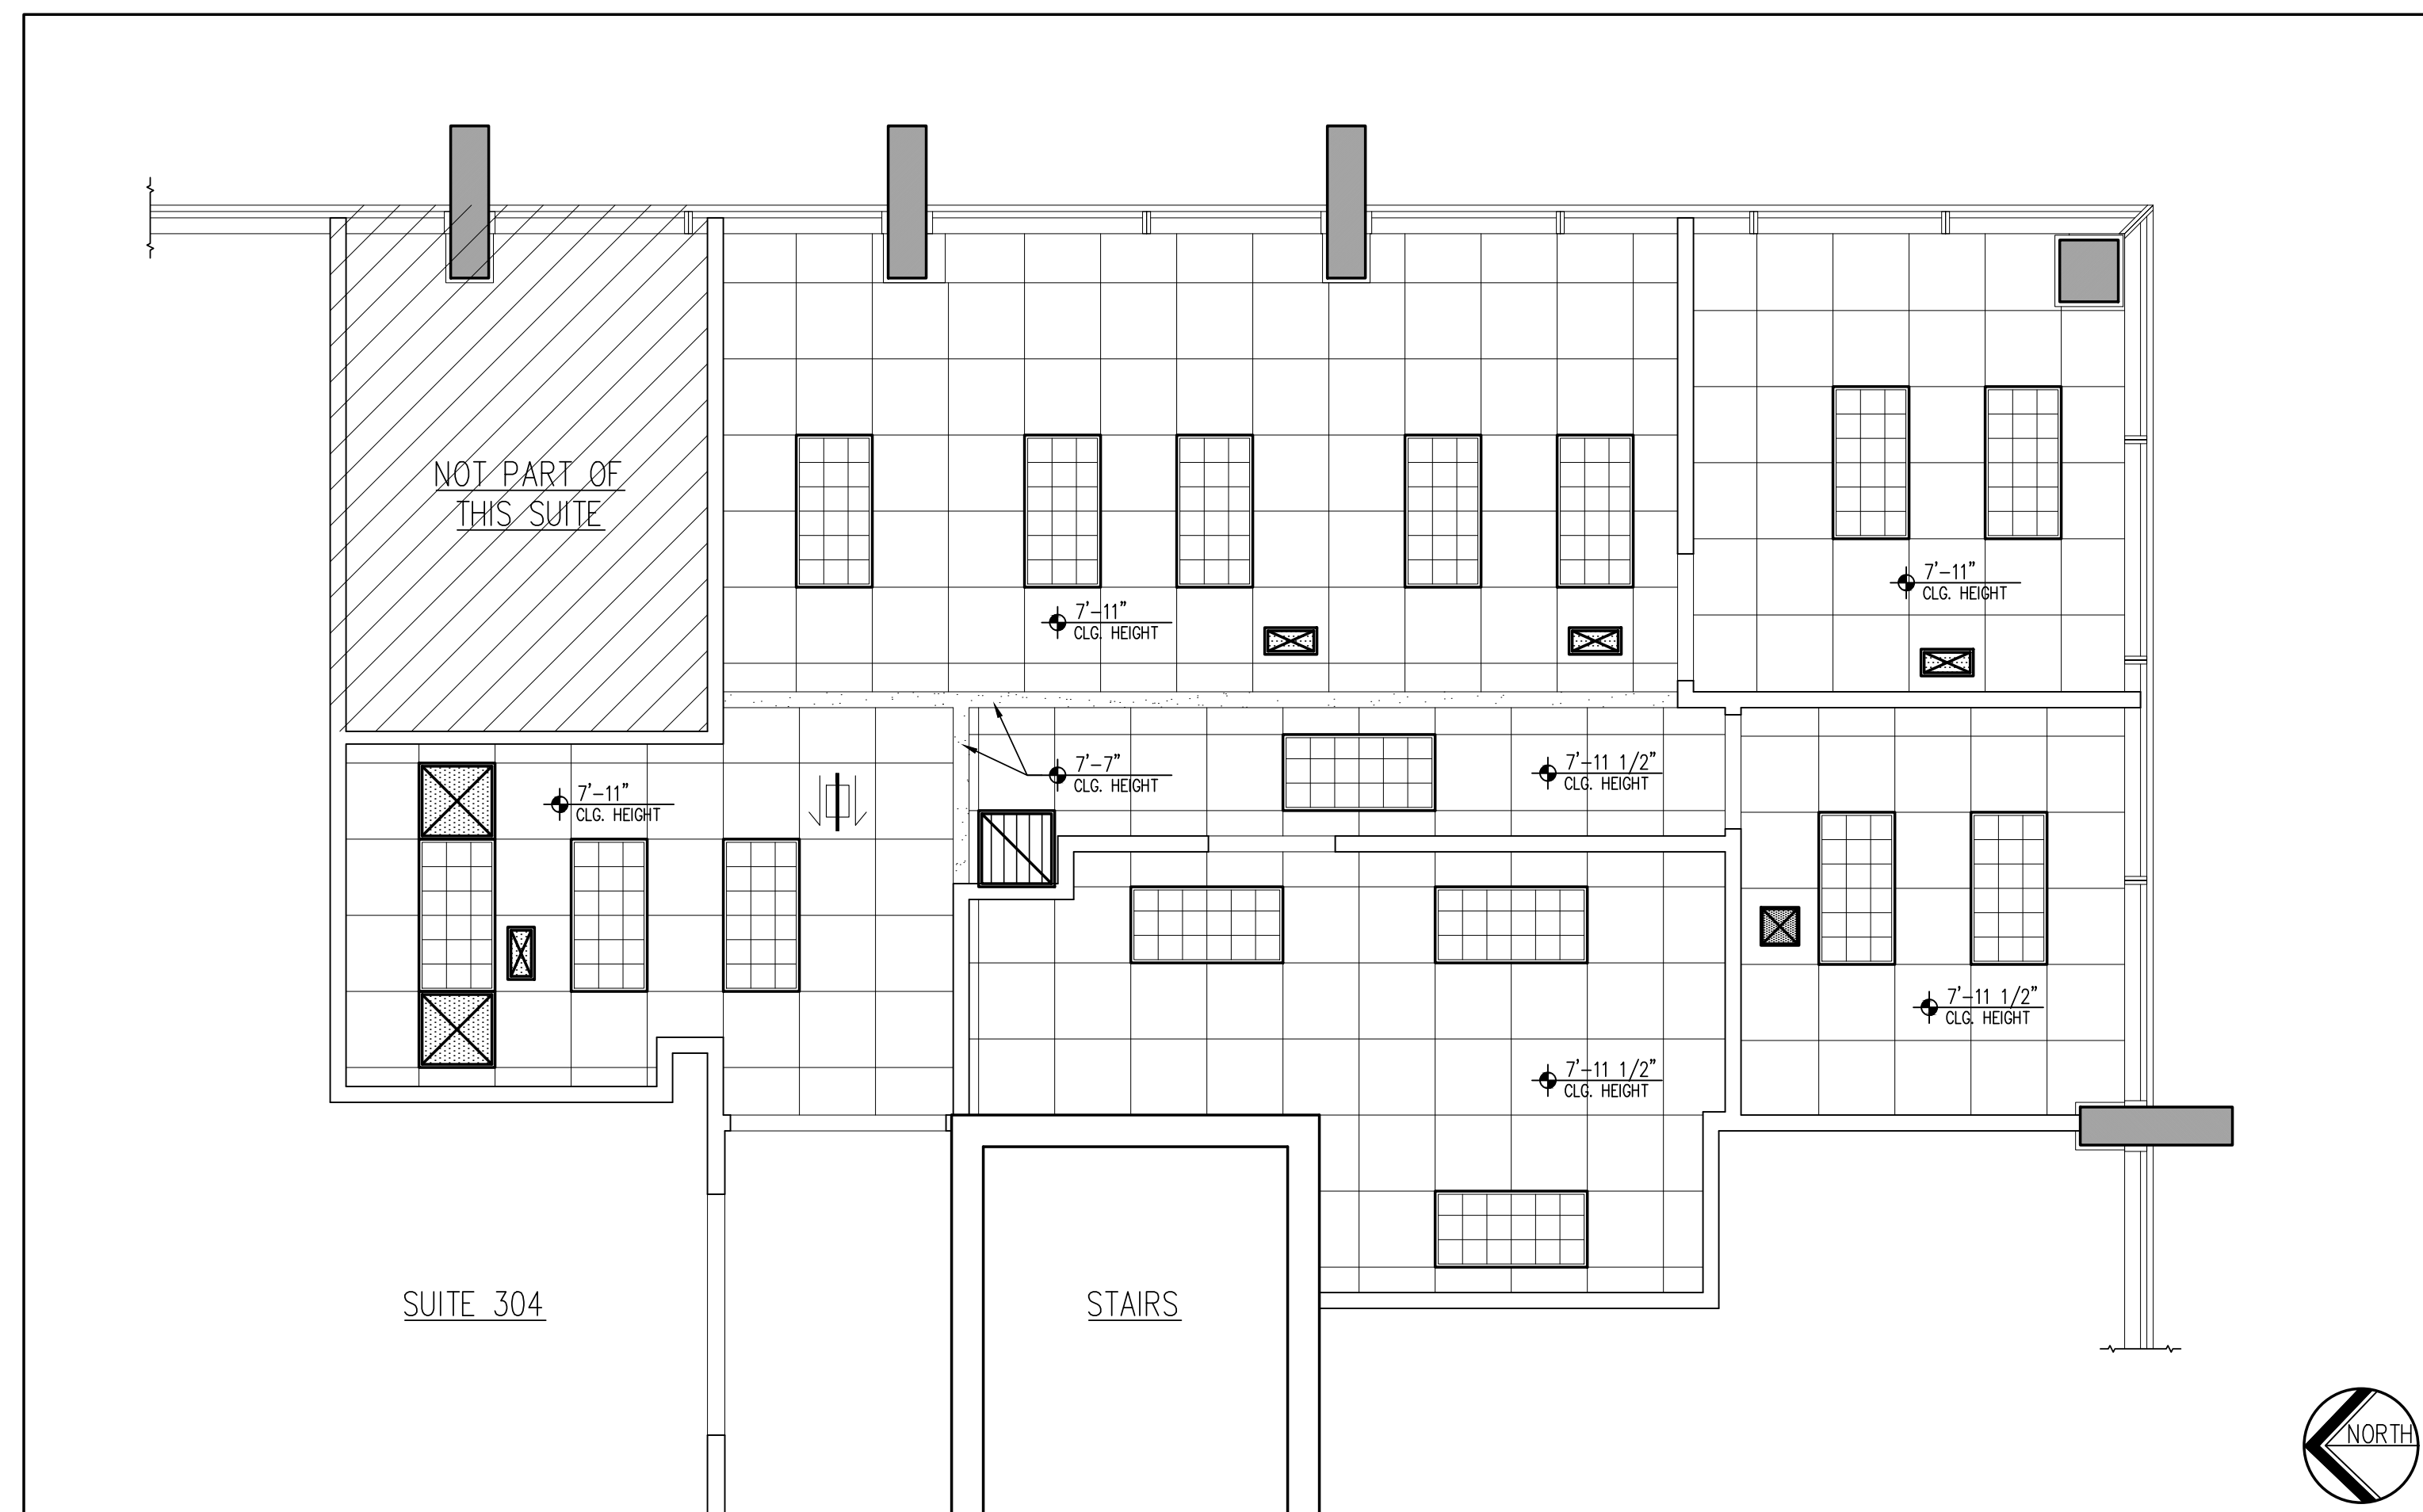 NOT PART OF
THIS SUITE
7'-11"
CLG. HEIGHT
7'-11"
CLG. HEIGHT
7'-7"
CLG. HEIGHT
7'-11 1/2"
CLG. HEIGHT
7'-11"
CLG. HEIGHT
7'-11 1/2"
CLG. HEIGHT
7'-11 1/2"
CLG. HEIGHT
SUITE 304
STAIRS
NORTH